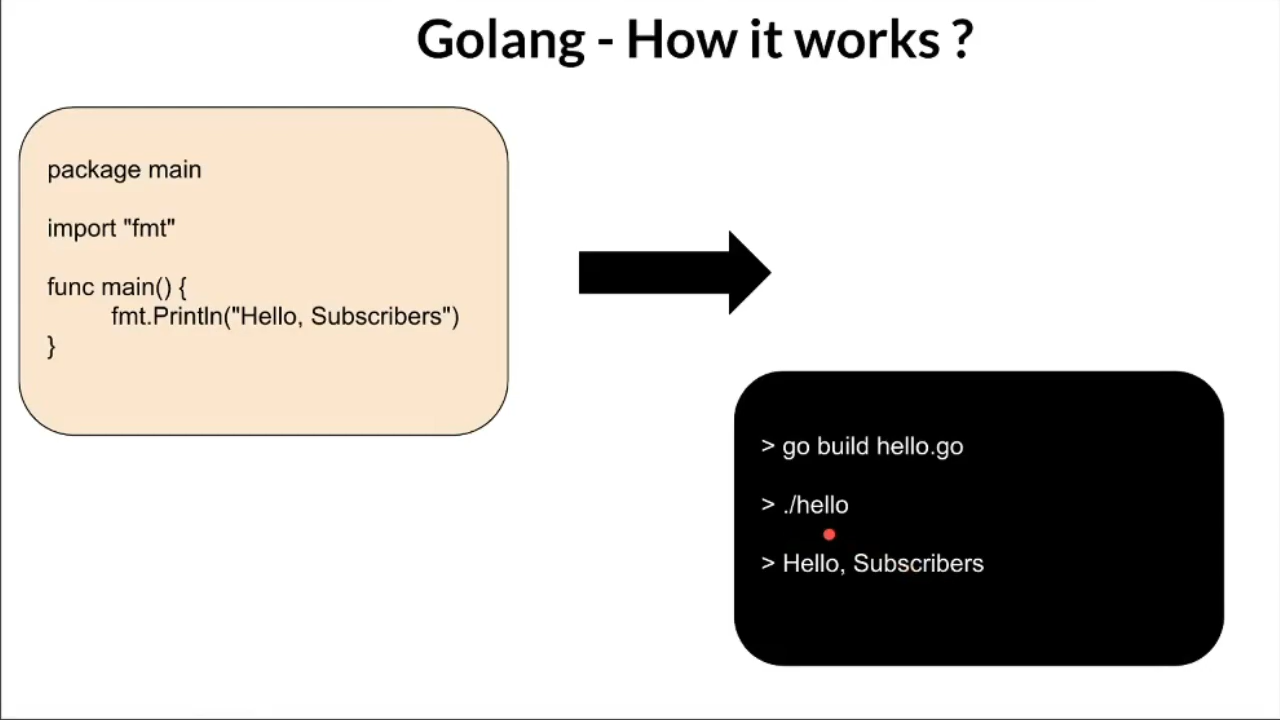 Golang - How it works ?
package main
import "fmt"
func main() {
fmt.Println("Hello, Subscribers")
}
> go build hello.go
> ./hello
> Hello, Subscribers